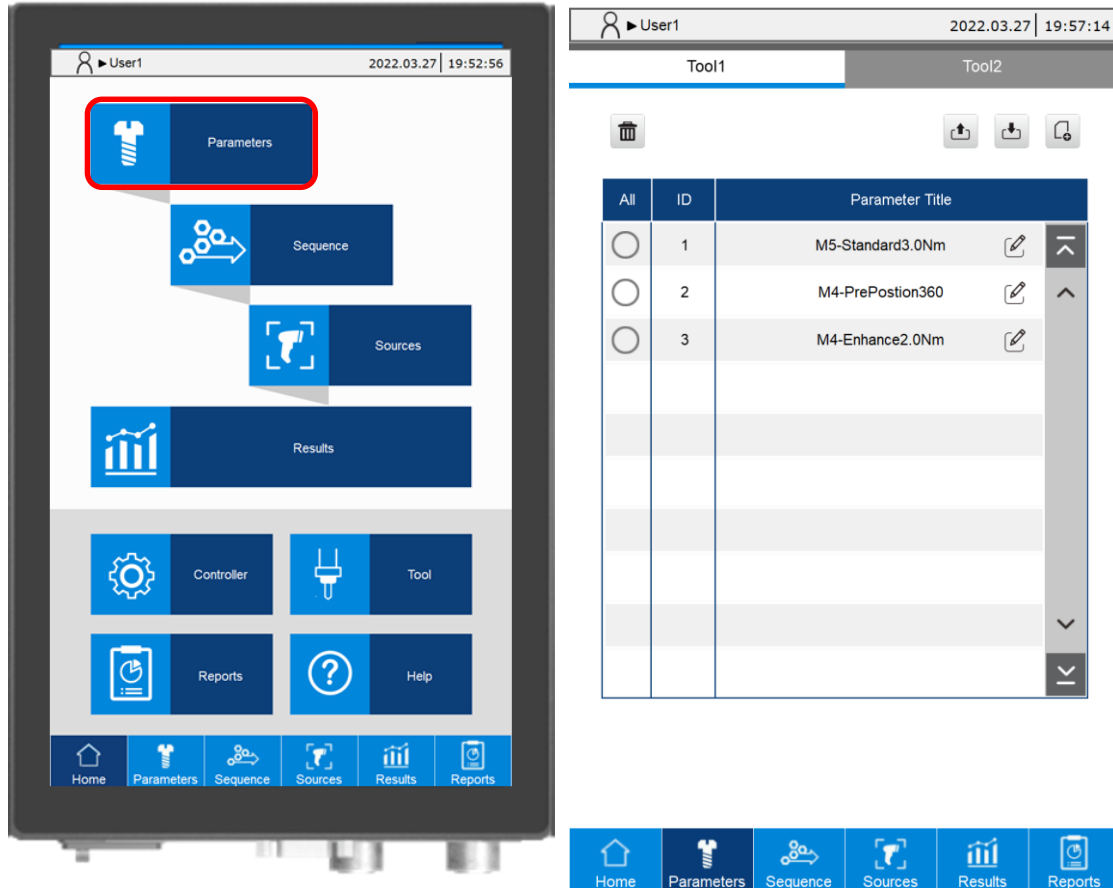 ►User1 2022.03.27 19:52:56
Parameters
Sequence
Sources
Results
Controller Tool
Reports Help
Home Parameters Sequence Sources Results Reports
►User1 2022.03.27 19:57:14
Tool1 Tool2
All ID Parameter Title
1 M5-Standard3.0Nm
2 M4-PrePostion360
3 M4-Enhance2.0Nm
Home Parameters Sequence Sources Results Reports